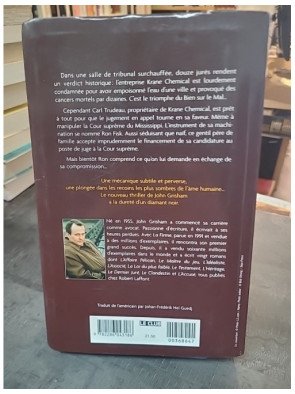 Dans une salle de tribunal surchauffée, douze jurés rendent
un verdict historique: l'entreprise Krane Chemical est lourdement
condamnée pour avoir empoisonné l'eau d'une ville et provoqué des
cancers mortels par dizaines. C'est le triomphe du Bien sur le Mal...
Cependant Carl Trudeau, propriétaire de Krane Chemical, est prêt
à tout pour que le jugement en appel tourne en sa faveur. Même à
manipuler la Cour suprême du Mississippi. L'instrument de sa machi-
nation se nomme Ron Fisk. Aussi séduisant que naïf, ce gentil père de
famille accepte imprudemment le financement de sa candidature au
poste de juge à la Cour suprême.
Mais bientôt Ron comprend ce qu'on lui demande en échange de
sa compromission...
Une mécanique subtile et perverse,
une plongée dans les recoins les plus sombres de l'âme humaine...
Le nouveau thriller de John Grisham
a la dureté d'un diamant noir.
Né en 1955, John Grisham a commencé sa carrière
comme avocat. Passionné d'écriture, il écrivait à ses
heures perdues. Avec La Firme, parue en 1991 et vendue
à des millions d'exemplaires, il rencontra son premier
grand succès. Depuis, il a vendu soixante millions
d'exemplaires dans le monde et a écrit vingt romans
dont L'Affaire Pélican, Le Maître du jeu, L'Idéaliste,
L'Associé, La Loi du plus faible, Le Testament, L'Héritage,
Le Dernier Juré, Le Clandestin et L'Accusé tous publiés
chez Robert Laffont.
Traduit de l'américain par Johan-Frédérik Hel Guedj
LE CLUB